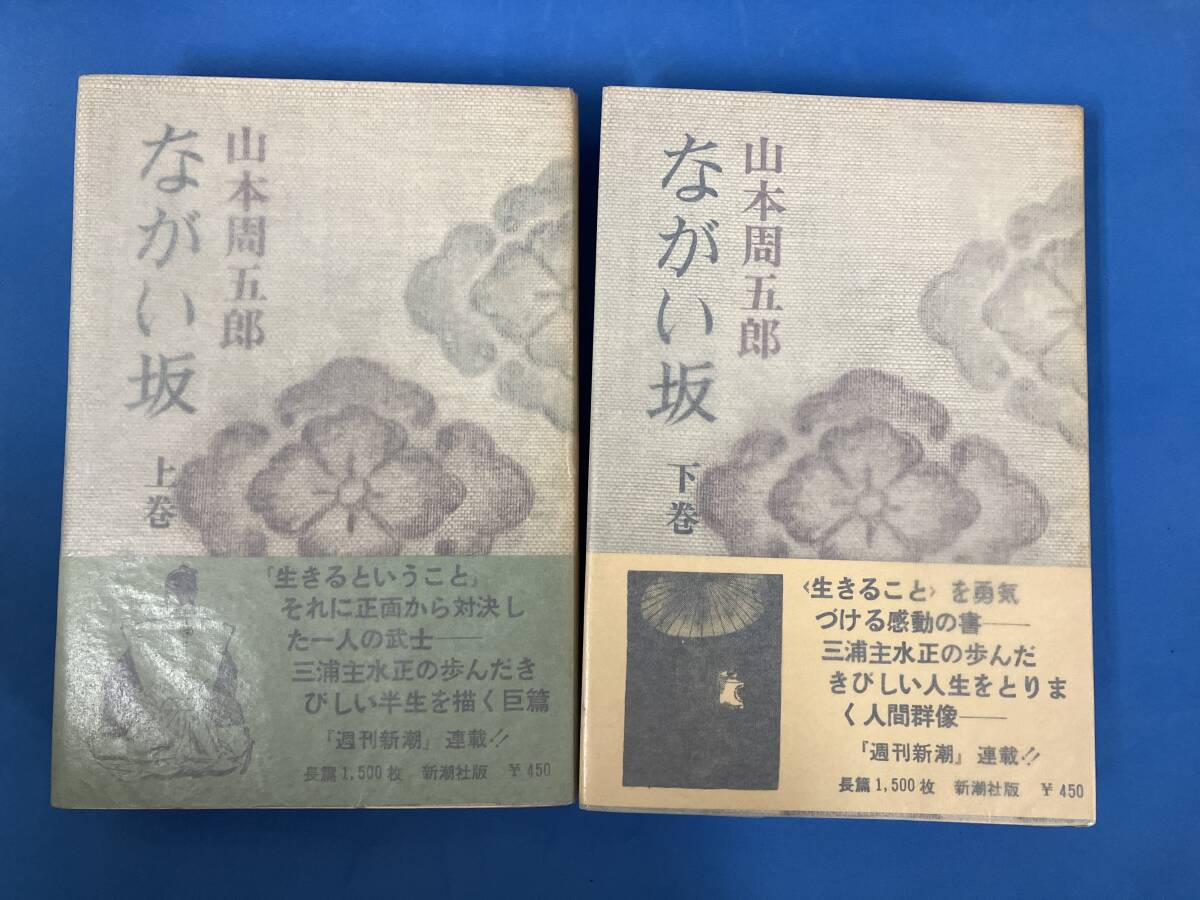 山本周五郎
ながい坂
上巻
「生きるということ」
それに正面から対決し
た一人の武士――
三浦主水正の歩んだき
びしい半生を描く巨篇
『週刊新潮』連載!!
長篇1,500枚 新潮社版 ￥450
山本周五郎
ながい坂
下巻
〈生きること〉を勇気
づける感動の書――
三浦主水正の歩んだ
きびしい人生をとりま
く人間群像――
『週刊新潮』連載!!
長篇1,500枚 新潮社版 ￥450